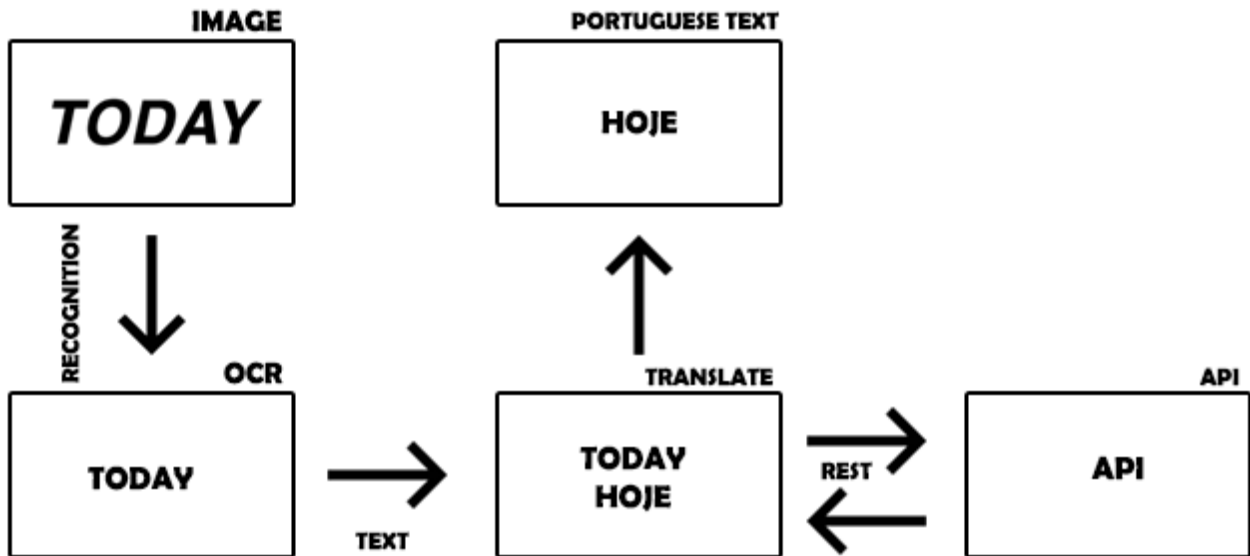 IMAGE
TODAY
PORTUGUESE TEXT
HOJE
RECOGNITION
OCR
TODAY
TEXT
TRANSLATE
TODAY
HOJE
REST
API
API